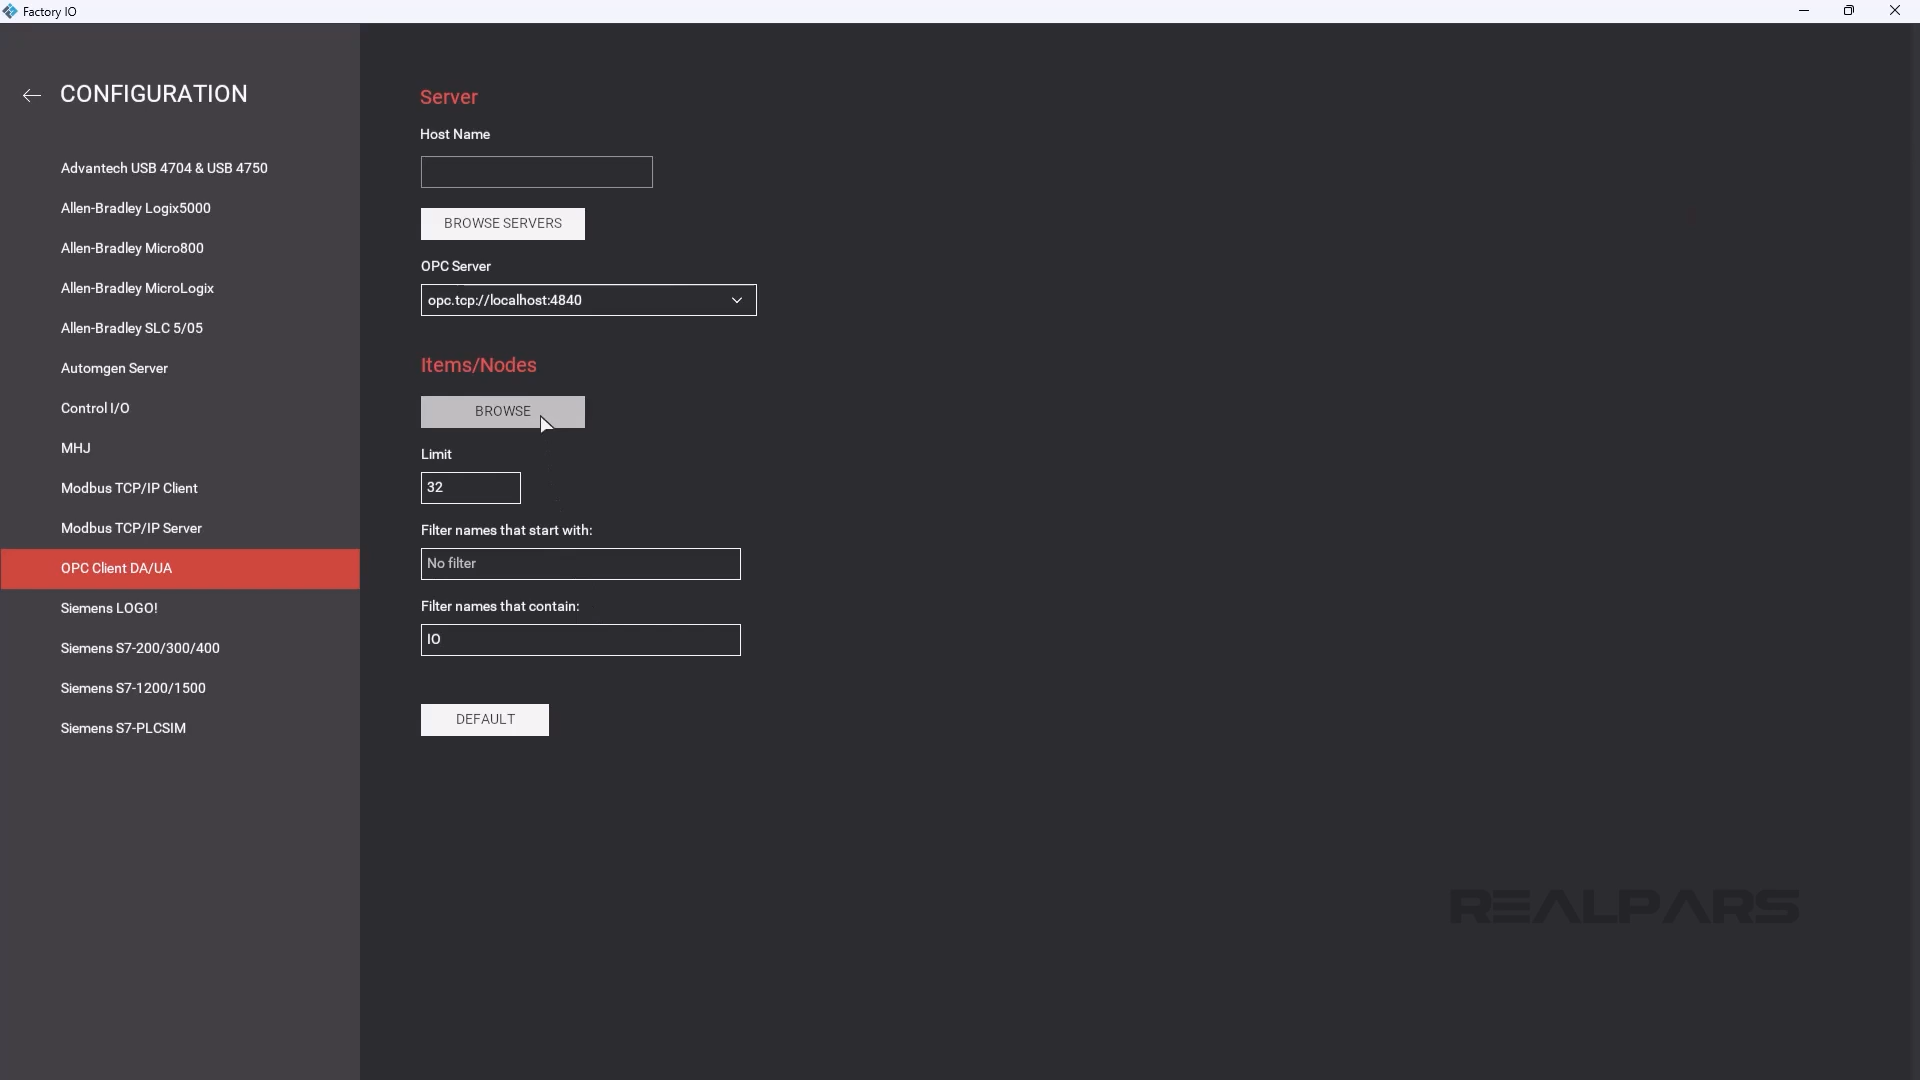 Factory IO
CONFIGURATION
Advantech USB 4704 & USB 4750
Allen-Bradley Logix5000
Allen-Bradley Micro800
Allen-Bradley MicroLogix
Allen-Bradley SLC 5/05
Automgen Server
Control I/O
MHJ
Modbus TCP/IP Client
Modbus TCP/IP Server
OPC Client DA/UA
Siemens LOGO!
Siemens S7-200/300/400
Siemens S7-1200/1500
Siemens S7-PLCSIM
Server
Host Name
BROWSE SERVERS
OPC Server
opc.tcp://localhost:4840
Items/Nodes
BROWSE
Limit
32
Filter names that start with:
No filter
Filter names that contain:
IO
DEFAULT
REALPARS